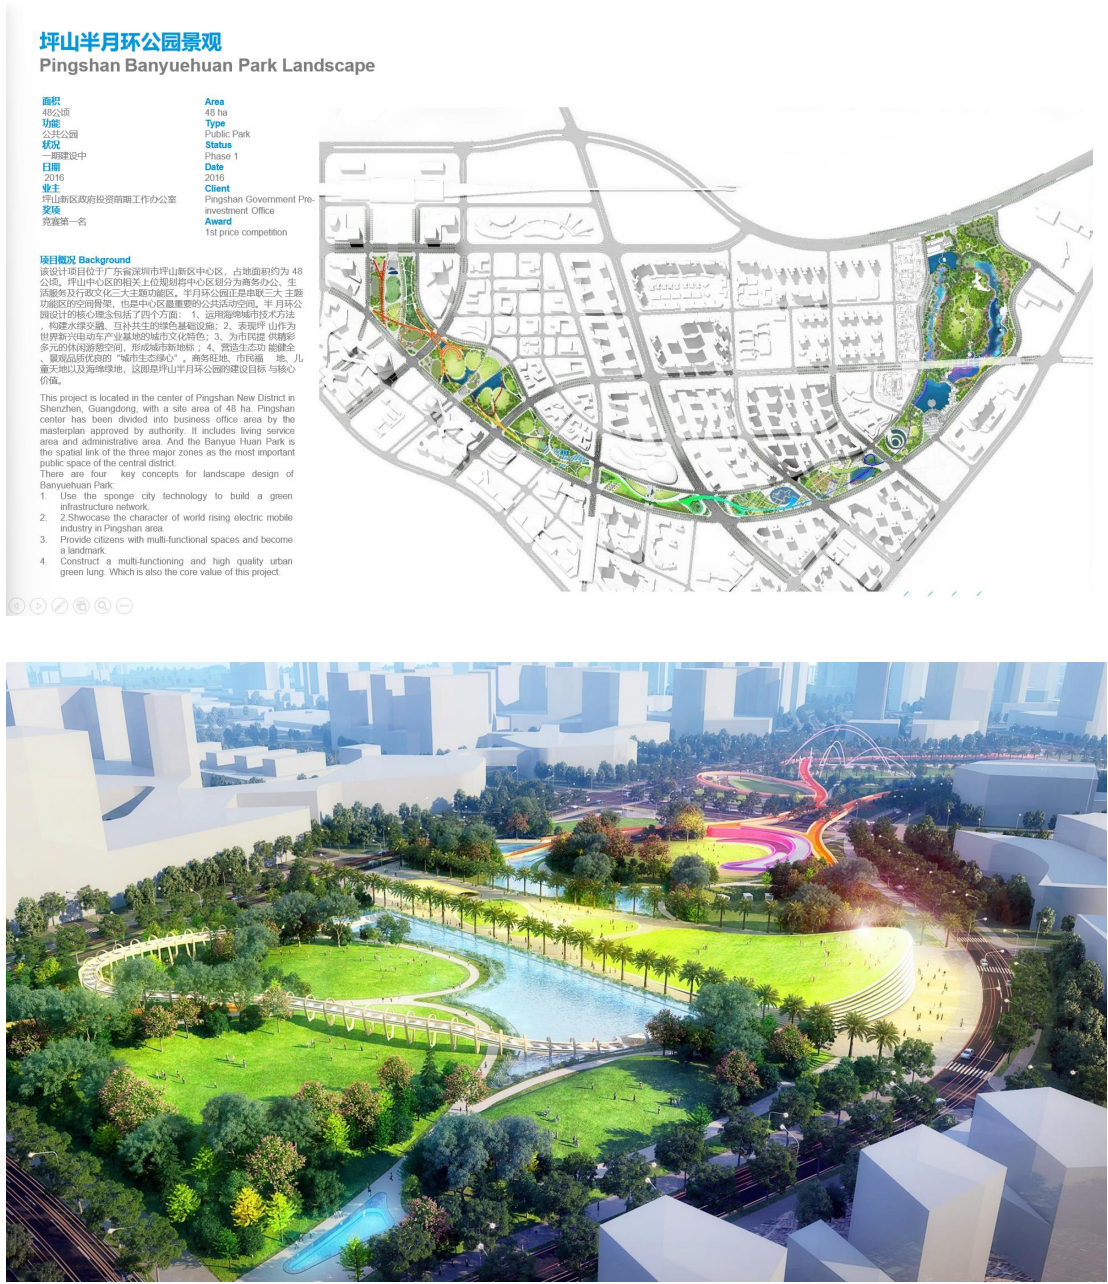 坪山半月环公园景观
Pingshan Banyuehuan Park Landscape
面积
48公顷
功能
公共公园
状况
一期建设中
日期
2016
业主
坪山新区政府投资前期工作办公室
奖项
竞赛第一名
Area
48 ha
Type
Public Park
Status
Phase 1
Date
2016
Client
Pingshan Government Pre-
investment Office
Award
1st price competition
项目概况 Background
该设计项目位于广东省深圳市坪山新区中心区，占地面积约为 48
公顷。坪山中心区的相关上位规划将中心区划分为商务办公、生
活服务及行政文化三大主题功能区。半月环公园正是串联三大 主题
功能区的空间骨架，也是中心区最重要的公共活动空间。半 月环公
园设计的核心理念包括了四个方面： 1、运用海绵城市技术方法
，构建水绿交融、互补共生的绿色基础设施；2、表现坪 山作为
世界新兴电动车产业基地的城市文化特色；3、为市民提 供精彩
多元的休闲游憩空间，形成城市新地标 ；4、营造生态功 能健全
、景观品质优良的“城市生态绿心”。商务旺地、市民福 地、儿
童天地以及海绵绿地，这即是坪山半月环公园的建设目标 与核心
价值。
This project is located in the center of Pingshan New District in
Shenzhen, Guangdong, with a site area of 48 ha. Pingshan
center has been divided into business office area by the
masterplan approved by authority. It includes living service
area and administrative area. And the Banyue Huan Park is
the spatial link of the three major zones as the most important
public space of the central district.
There are four key concepts for landscape design of
Banyuehuan Park:
1. Use the sponge city technology to build a green
infrastructure network.
2. 2.Shwocase the character of world rising electric mobile
industry in Pingshan area.
3. Provide citizens with multi-functional spaces and become
a landmark.
4. Construct a multi-functioning and high quality urban
green lung. Which is also the core value of this project.